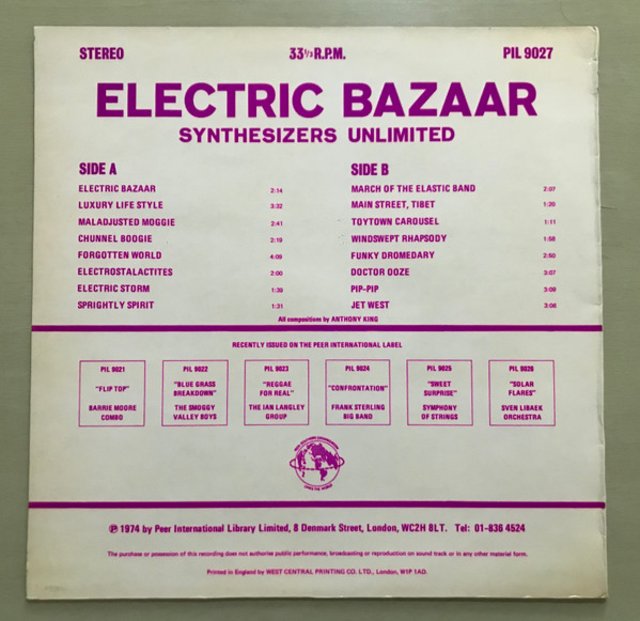 STEREO 33⅓ R.P.M. PIL 9027
ELECTRIC BAZAAR
SYNTHESIZERS UNLIMITED
SIDE A
ELECTRIC BAZAAR 2:14
LUXURY LIFE STYLE 3:32
MALADJUSTED MOGGIE 2:41
CHUNNEL BOOGIE 2:19
FORGOTTEN WORLD 4:09
ELECTROSTALACTITES 2:00
ELECTRIC STORM 1:39
SPRIGHTLY SPIRIT 1:31
SIDE B
MARCH OF THE ELASTIC BAND 2:07
MAIN STREET, TIBET 1:20
TOYTOWN CAROUSEL 1:11
WINDSWEPT RHAPSODY 1:58
FUNKY DROMEDARY 2:50
DOCTOR OOZE 3:07
PIP-PIP 3:09
JET WEST 3:08
All compositions by ANTHONY KING
RECENTLY ISSUED ON THE PEER INTERNATIONAL LABEL
PIL 9021
"FLIP TOP"
BARRIE MOORE
COMBO
PIL 9022
"BLUE GRASS
BREAKDOWN"
THE SMOGGY
VALLEY BOYS
PIL 9023
"REGGAE
FOR REAL"
THE IAN LANGLEY
GROUP
PIL 9024
"CONFRONTATION"
FRANK STERLING
BIG BAND
PIL 9025
"SWEET
SURPRISE"
SYMPHONY
OF STRINGS
PIL 9026
"SOLAR
FLARES"
SVEN LIBAEK
ORCHESTRA
℗ 1974 by Peer International Library Limited, 8 Denmark Street, London, WC2H 8LT. Tel: 01-836 4524
The purchase or possession of this recording does not authorise public performance, broadcasting or reproduction on sound track or in any other material form.
Printed in England by WEST CENTRAL PRINTING CO. LTD., London, W1P 1AD.